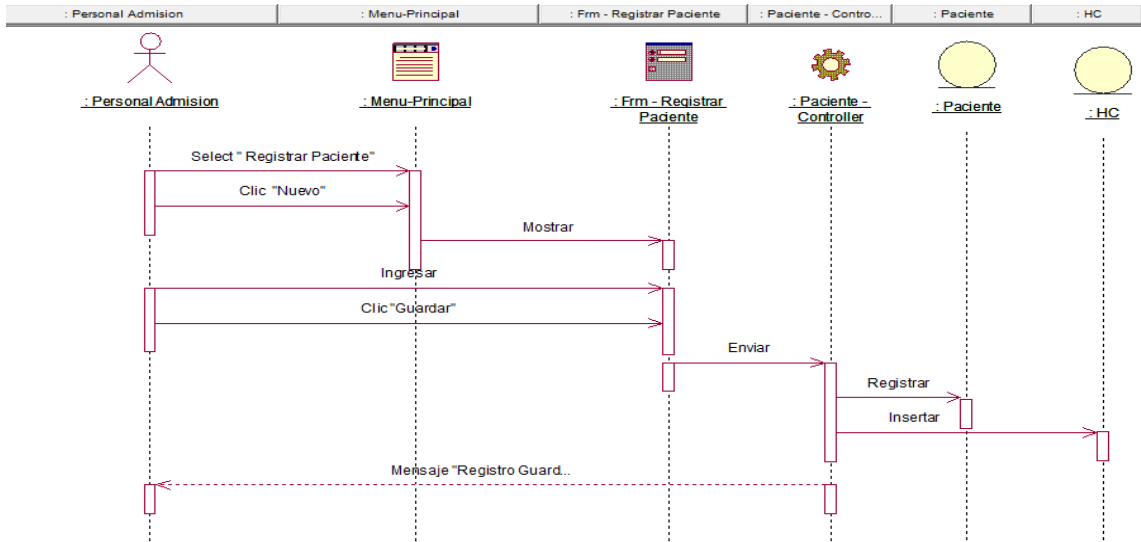 : Personal Admision
: Menu-Principal
: Frm - Registrar Paciente
: Paciente - Contro...
: Paciente
: HC
: Personal Admision
: Menu-Principal
: Frm - Registrar
Paciente
: Paciente -
Controller
: Paciente
: HC
Select " Registrar Paciente"
Clic "Nuevo"
Mostrar
Ingresar
Clic "Guardar"
Enviar
Registrar
Insertar
Mensaje "Registro Guard...